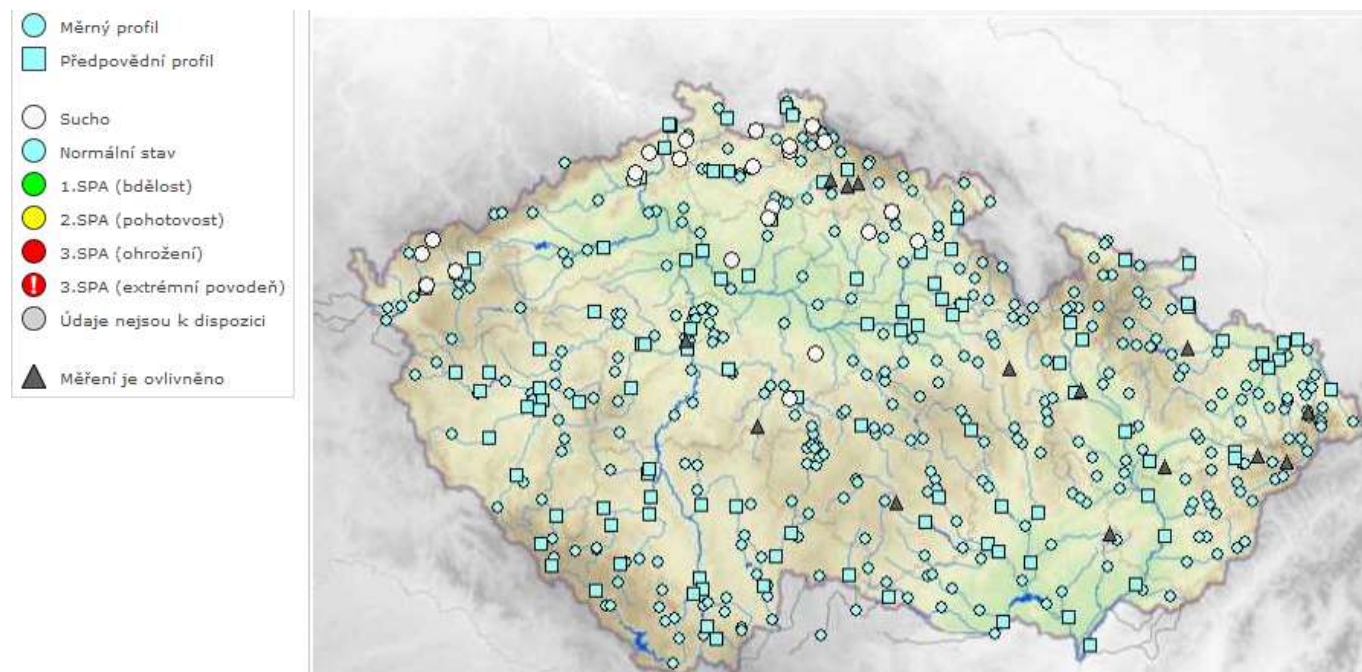 Měrný profil
Předpovědní profil
Sucho
Normální stav
1.SPA (bdělost)
2.SPA (pohotovost)
3.SPA (ohrožení)
! 3.SPA (extrémní povodeň)
Údaje nejsou k dispozici
Měření je ovlivněno